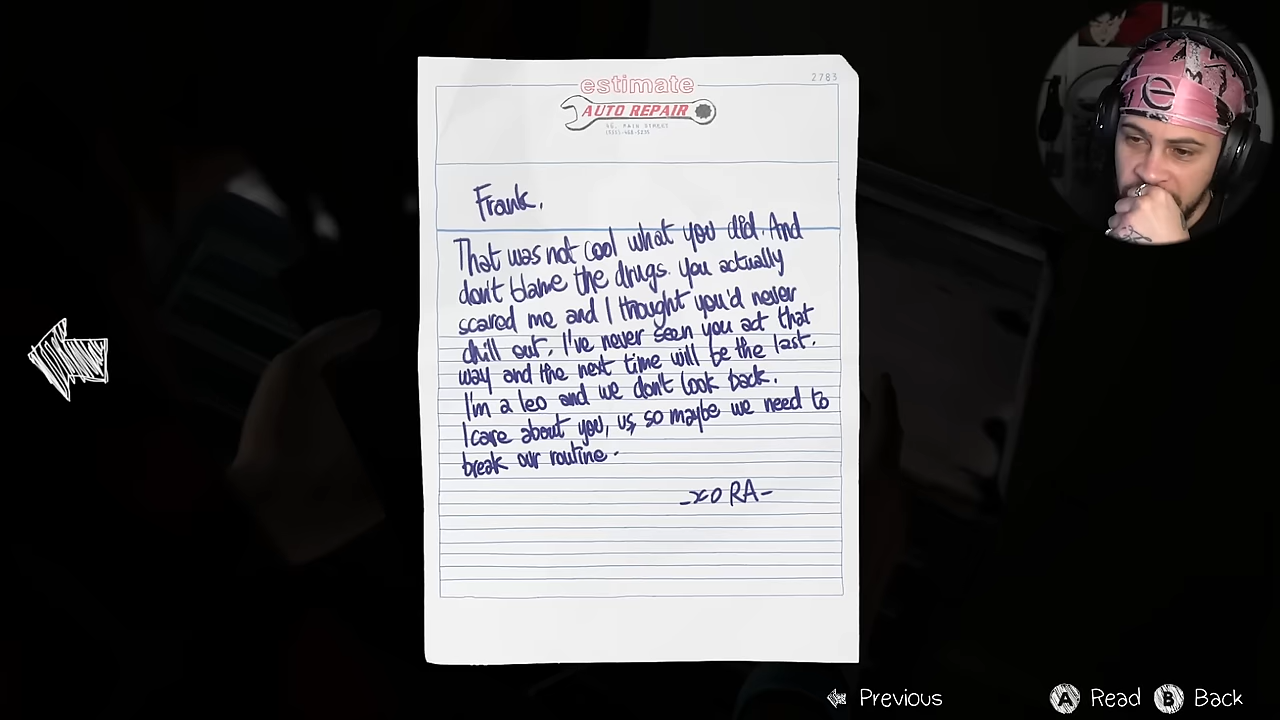 estimate
2783
AUTO REPAIR
Frank,
That was not cool what you did. And
don't blame the drugs. You actually
scared me and I thought you'd never
chill out. I've never seen you act that
way and the next time will be the last.
I'm a leo and we don't look back.
I care about you, us, so maybe we need to
break our routine.
-xo RA-
Previous
A Read
B Back